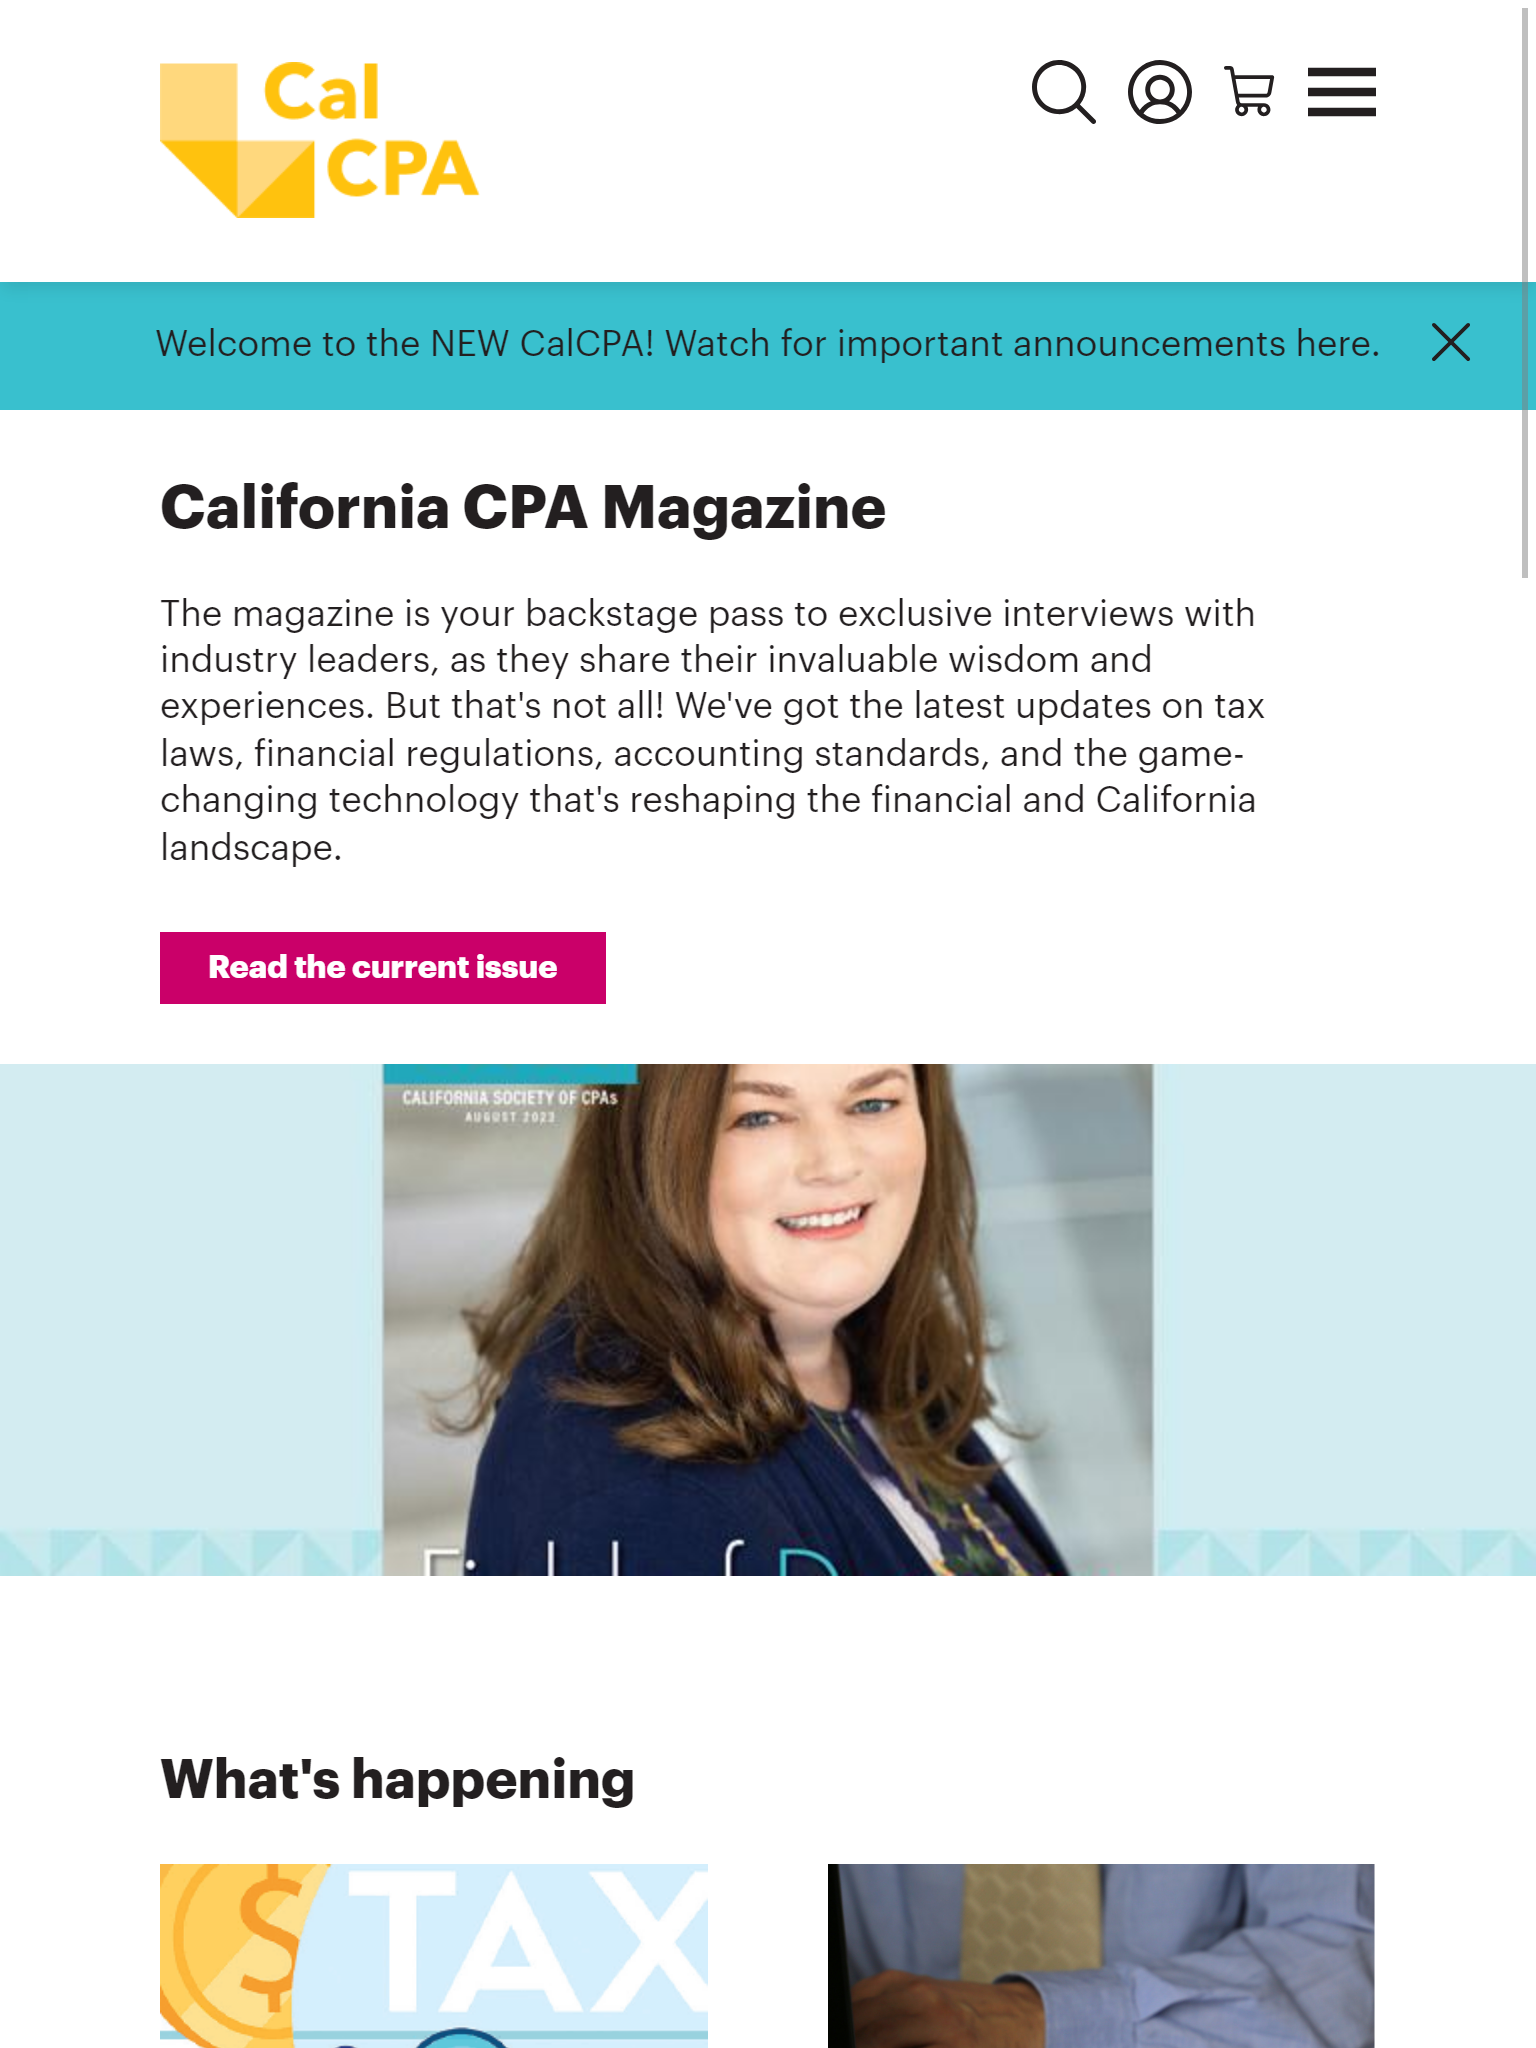 Cal
CPA
Welcome to the NEW CalCPA! Watch for important announcements here.
California CPA Magazine
The magazine is your backstage pass to exclusive interviews with
industry leaders, as they share their invaluable wisdom and
experiences. But that's not all! We've got the latest updates on tax
laws, financial regulations, accounting standards, and the game-
changing technology that's reshaping the financial and California
landscape.
Read the current issue
CALIFORNIA SOCIETY OF CPAs
AUGUST 2023
What's happening
$ TAX